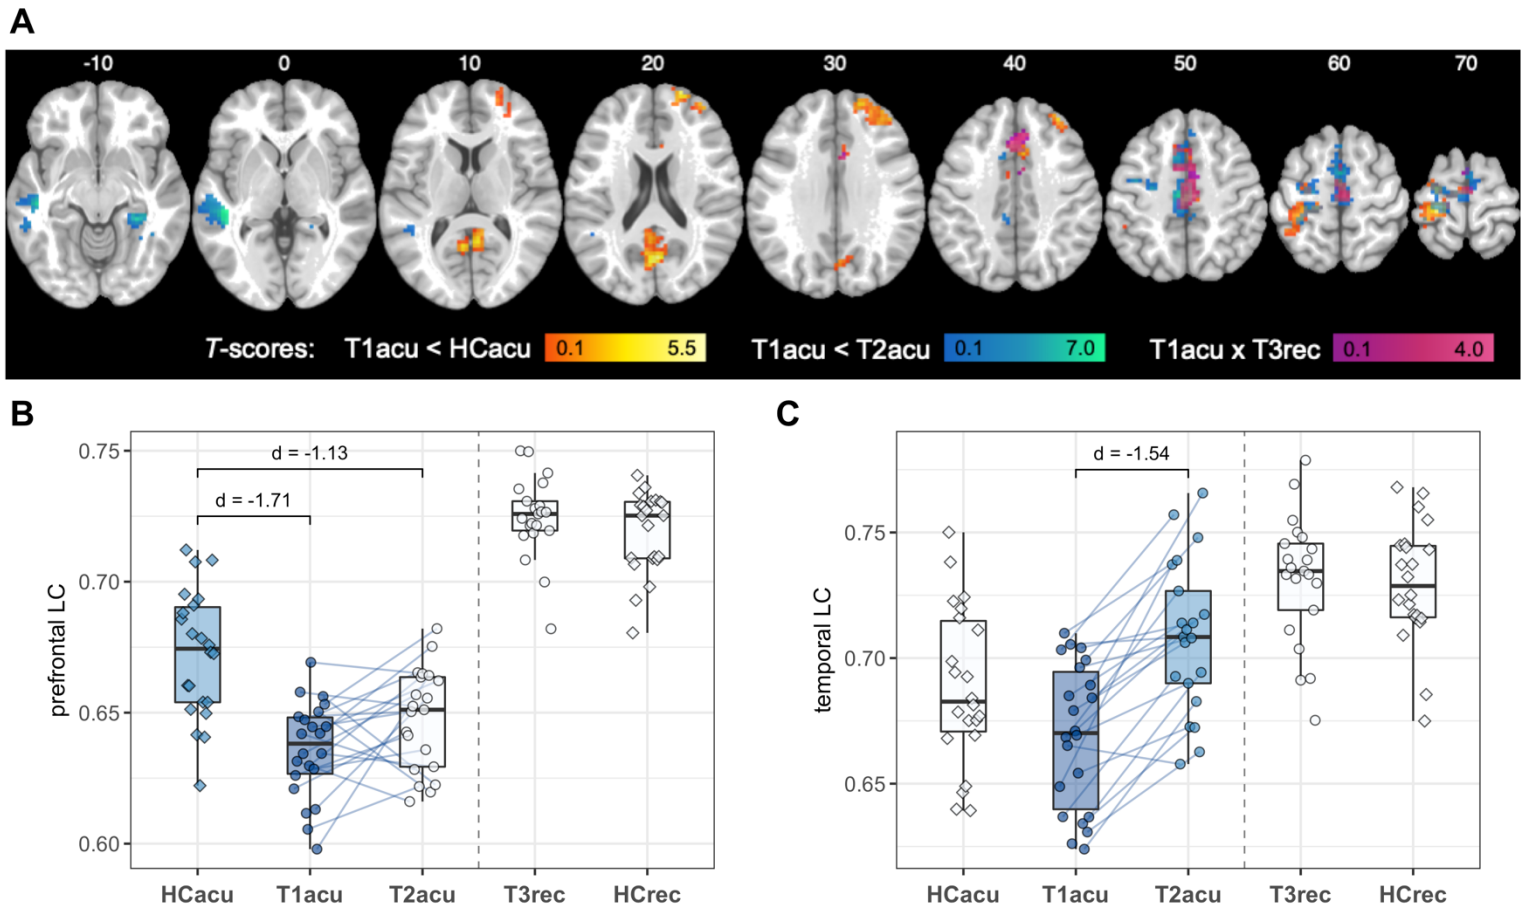 A
-10 0 10 20 30 40 50 60 70
T-scores: T1acu < HCacu 0.1 5.5 T1acu < T2acu 0.1 7.0 T1acu x T3rec 0.1 4.0
B
prefrontal LC
0.75
0.70
0.65
0.60
d = -1.13
d = -1.71
HCacu T1acu T2acu T3rec HCrec
C
temporal LC
0.75
0.70
0.65
d = -1.54
HCacu T1acu T2acu T3rec HCrec